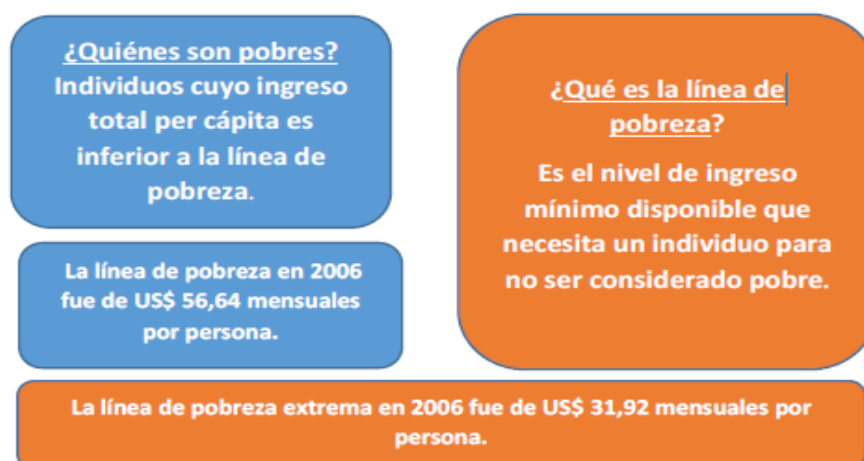 ¿Quiénes son pobres?
Individuos cuyo ingreso
total per cápita es
inferior a la línea de
pobreza.
La línea de pobreza en 2006
fue de US$ 56,64 mensuales
por persona.
¿Qué es la línea de
pobreza?
Es el nivel de ingreso
mínimo disponible que
necesita un individuo para
no ser considerado pobre.
La línea de pobreza extrema en 2006 fue de US$ 31,92 mensuales por
persona.